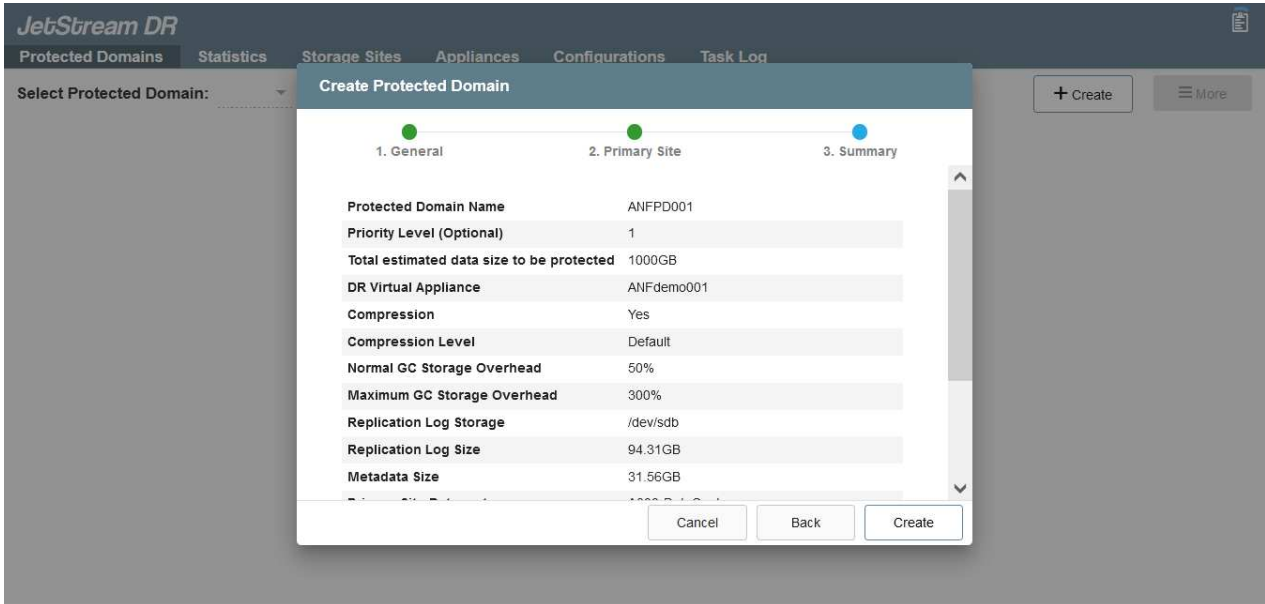 JetStream DR
Protected Domains Statistics Storage Sites Appliances Configurations Task Log
Select Protected Domain:
+ Create
More
Create Protected Domain
1. General 2. Primary Site 3. Summary
Protected Domain Name ANFPD001
Priority Level (Optional) 1
Total estimated data size to be protected 1000GB
DR Virtual Appliance ANFdemo001
Compression Yes
Compression Level Default
Normal GC Storage Overhead 50%
Maximum GC Storage Overhead 300%
Replication Log Storage /dev/sdb
Replication Log Size 94.31GB
Metadata Size 31.56GB
Cancel Back Create